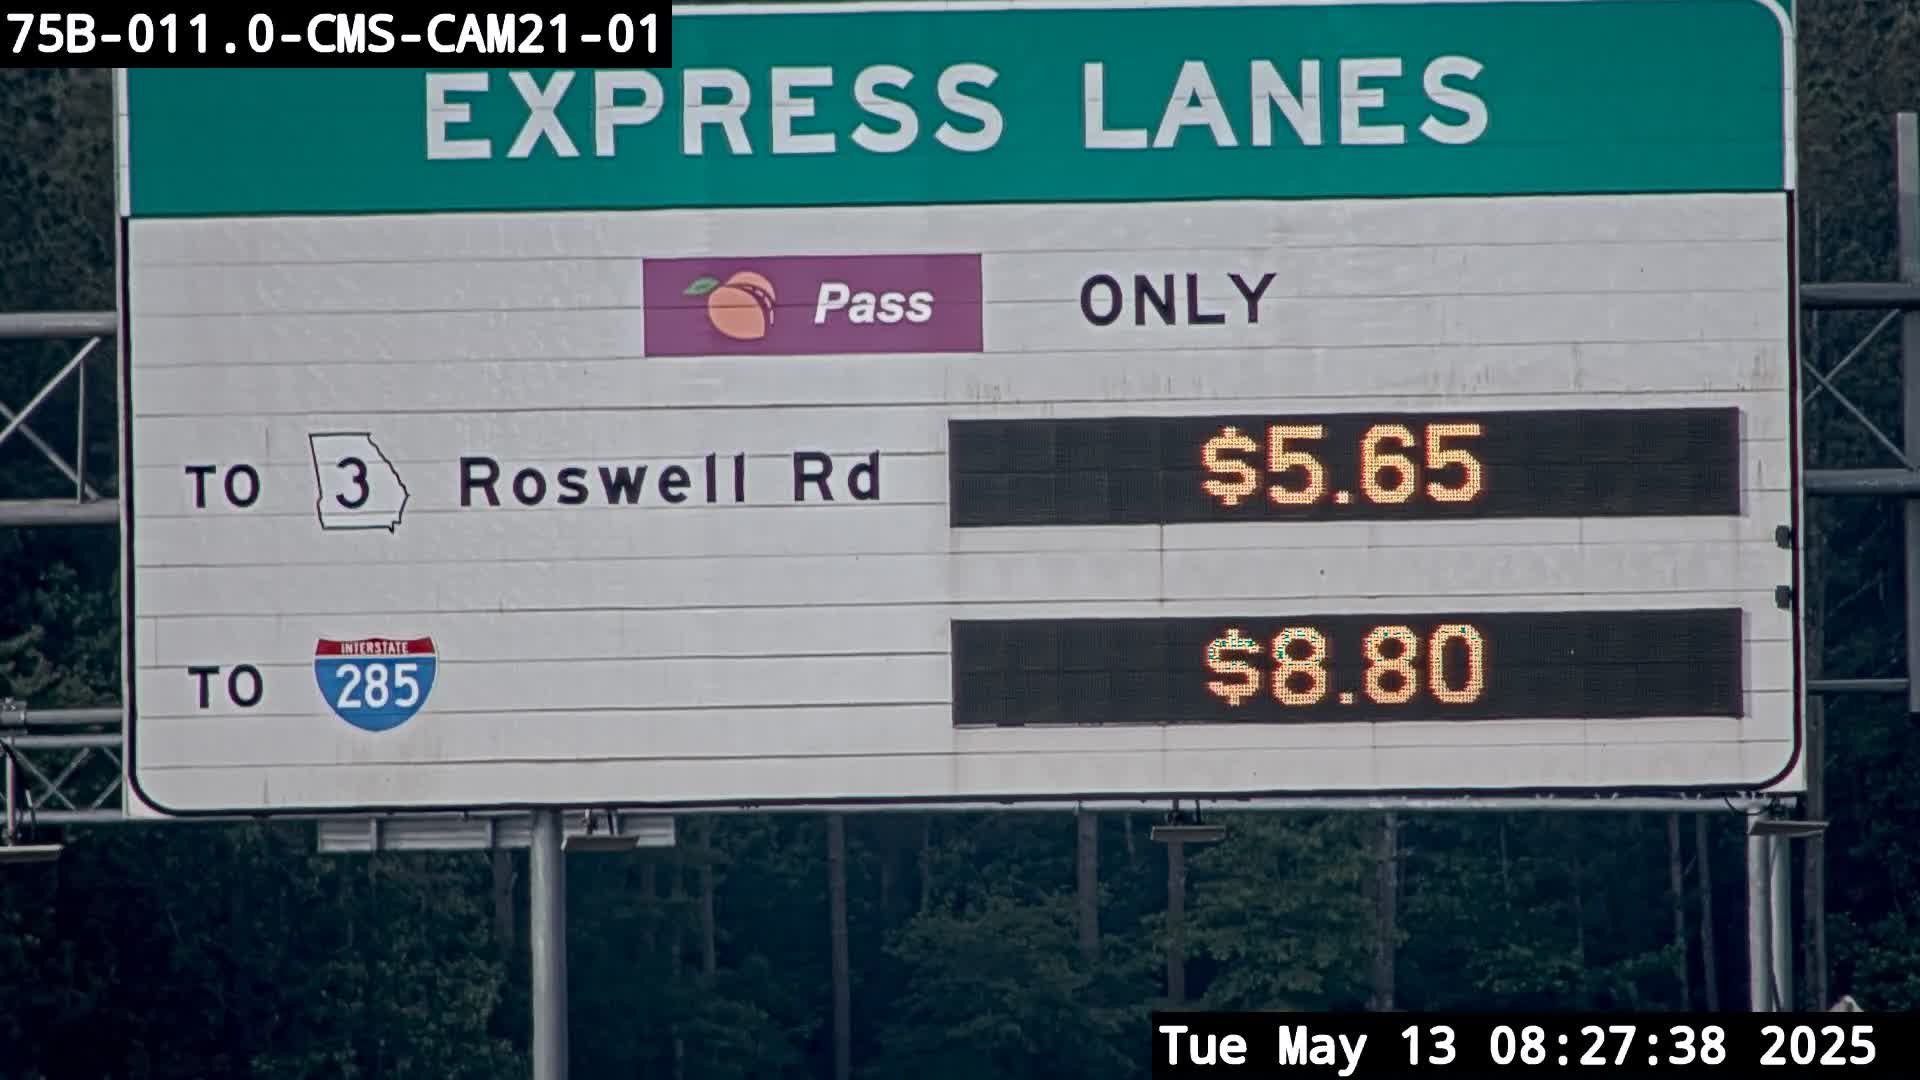 75B-011.0-CMS-CAM21-01
EXPRESS LANES
Pass ONLY
TO 3 Roswell Rd $5.65
TO INTERSTATE 285 $8.80
Tue May 13 08:27:38 2025